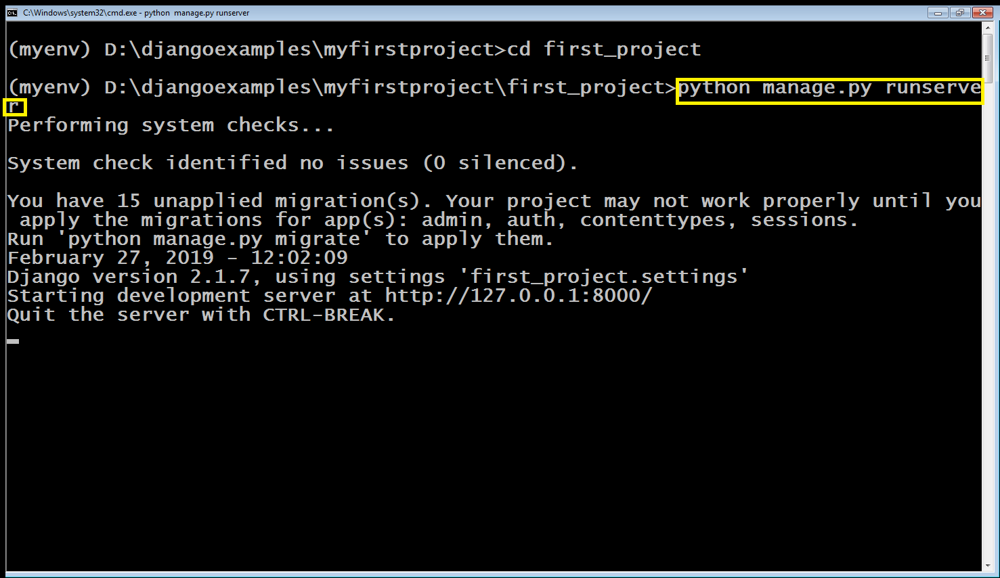 C:\Windows\system32\cmd.exe - python  manage.py runserver
(myenv) D:\djangoexamples\myfirstproject>cd first_project
(myenv) D:\djangoexamples\myfirstproject\first_project>python manage.py runserve
r
Performing system checks...
System check identified no issues (0 silenced).
You have 15 unapplied migration(s). Your project may not work properly until you
 apply the migrations for app(s): admin, auth, contenttypes, sessions.
Run 'python manage.py migrate' to apply them.
February 27, 2019 - 12:02:09
Django version 2.1.7, using settings 'first_project.settings'
Starting development server at http://127.0.0.1:8000/
Quit the server with CTRL-BREAK.